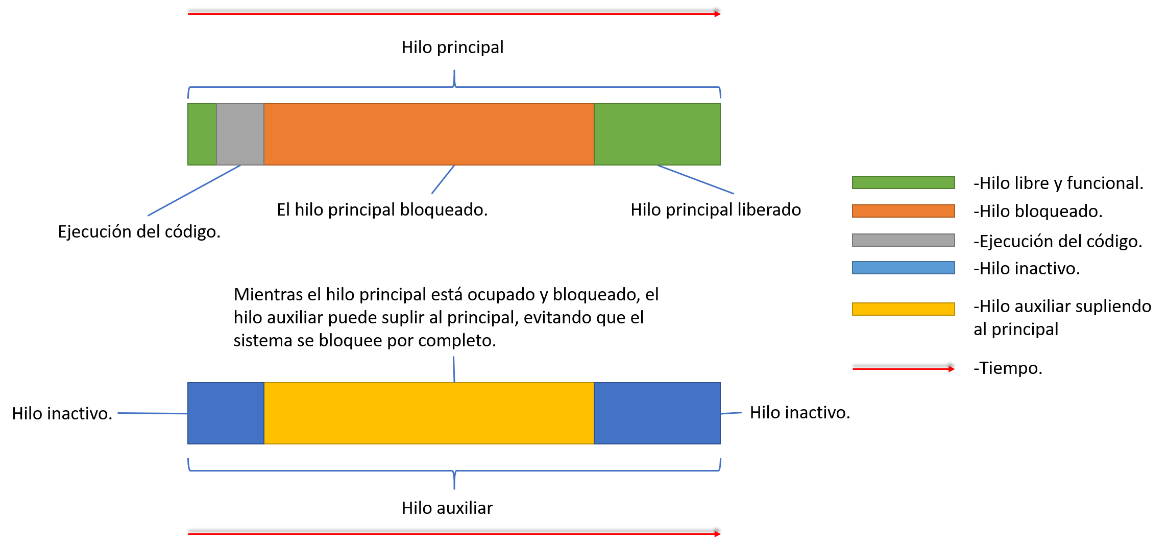 Hilo principal
Ejecución del código.
El hilo principal bloqueado.
Hilo principal liberado
Mientras el hilo principal está ocupado y bloqueado, el
hilo auxiliar puede suplir al principal, evitando que el
sistema se bloquee por completo.
Hilo inactivo.
Hilo inactivo.
Hilo auxiliar
-Hilo libre y funcional.
-Hilo bloqueado.
-Ejecución del código.
-Hilo inactivo.
-Hilo auxiliar supliendo
al principal
-Tiempo.